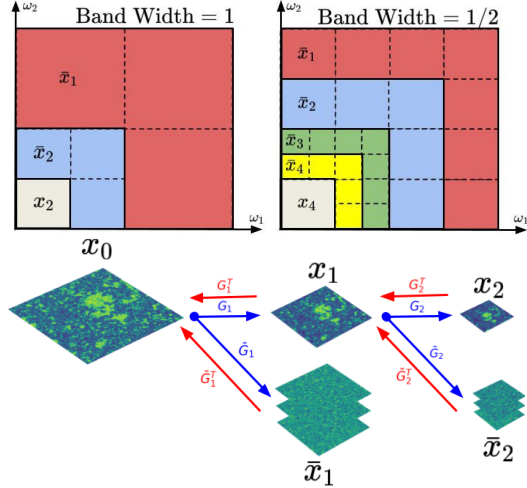 ω₂
Band Width = 1
x̄₁
x̄₂
x₂
ω₁
ω₂
Band Width = 1/2
x̄₁
x̄₂
x̄₃
x̄₄
x₄
ω₁
x₀
x₁
x₂
G₁ᵀ
G₁
Ḡ₁
Ḡ₁ᵀ
G₂ᵀ
G₂
Ḡ₂
Ḡ₂ᵀ
x̄₁
x̄₂